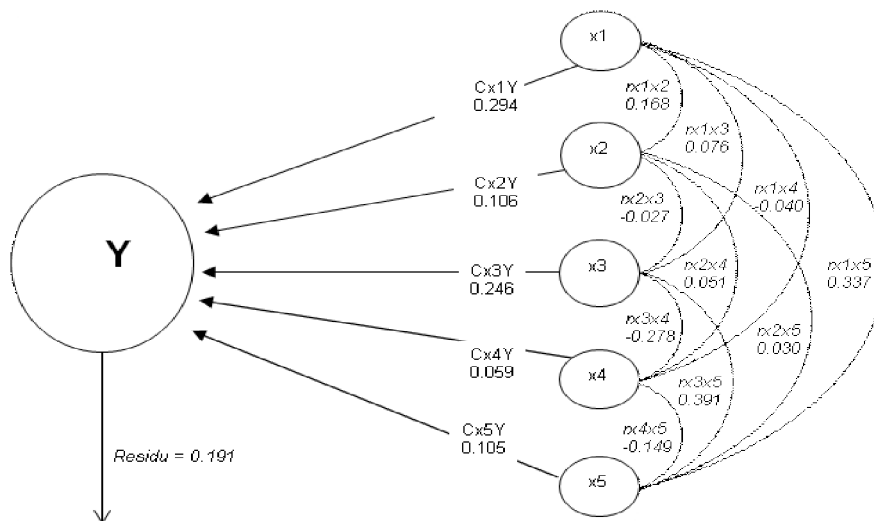 x1
Cx1Y
0.294
rx1x2
0.168
x2
rx1x3
0.076
Cx2Y
0.106
rx2x3
-0.027
rx1x4
-0.040
Y
x3
Cx3Y
0.246
rx2x4
0.051
rx1x5
0.337
rx3x4
-0.278
rx2x5
0.030
Cx4Y
0.059
x4
rx3x5
0.391
Cx5Y
0.105
rx4x5
-0.149
Residu = 0.191
x5